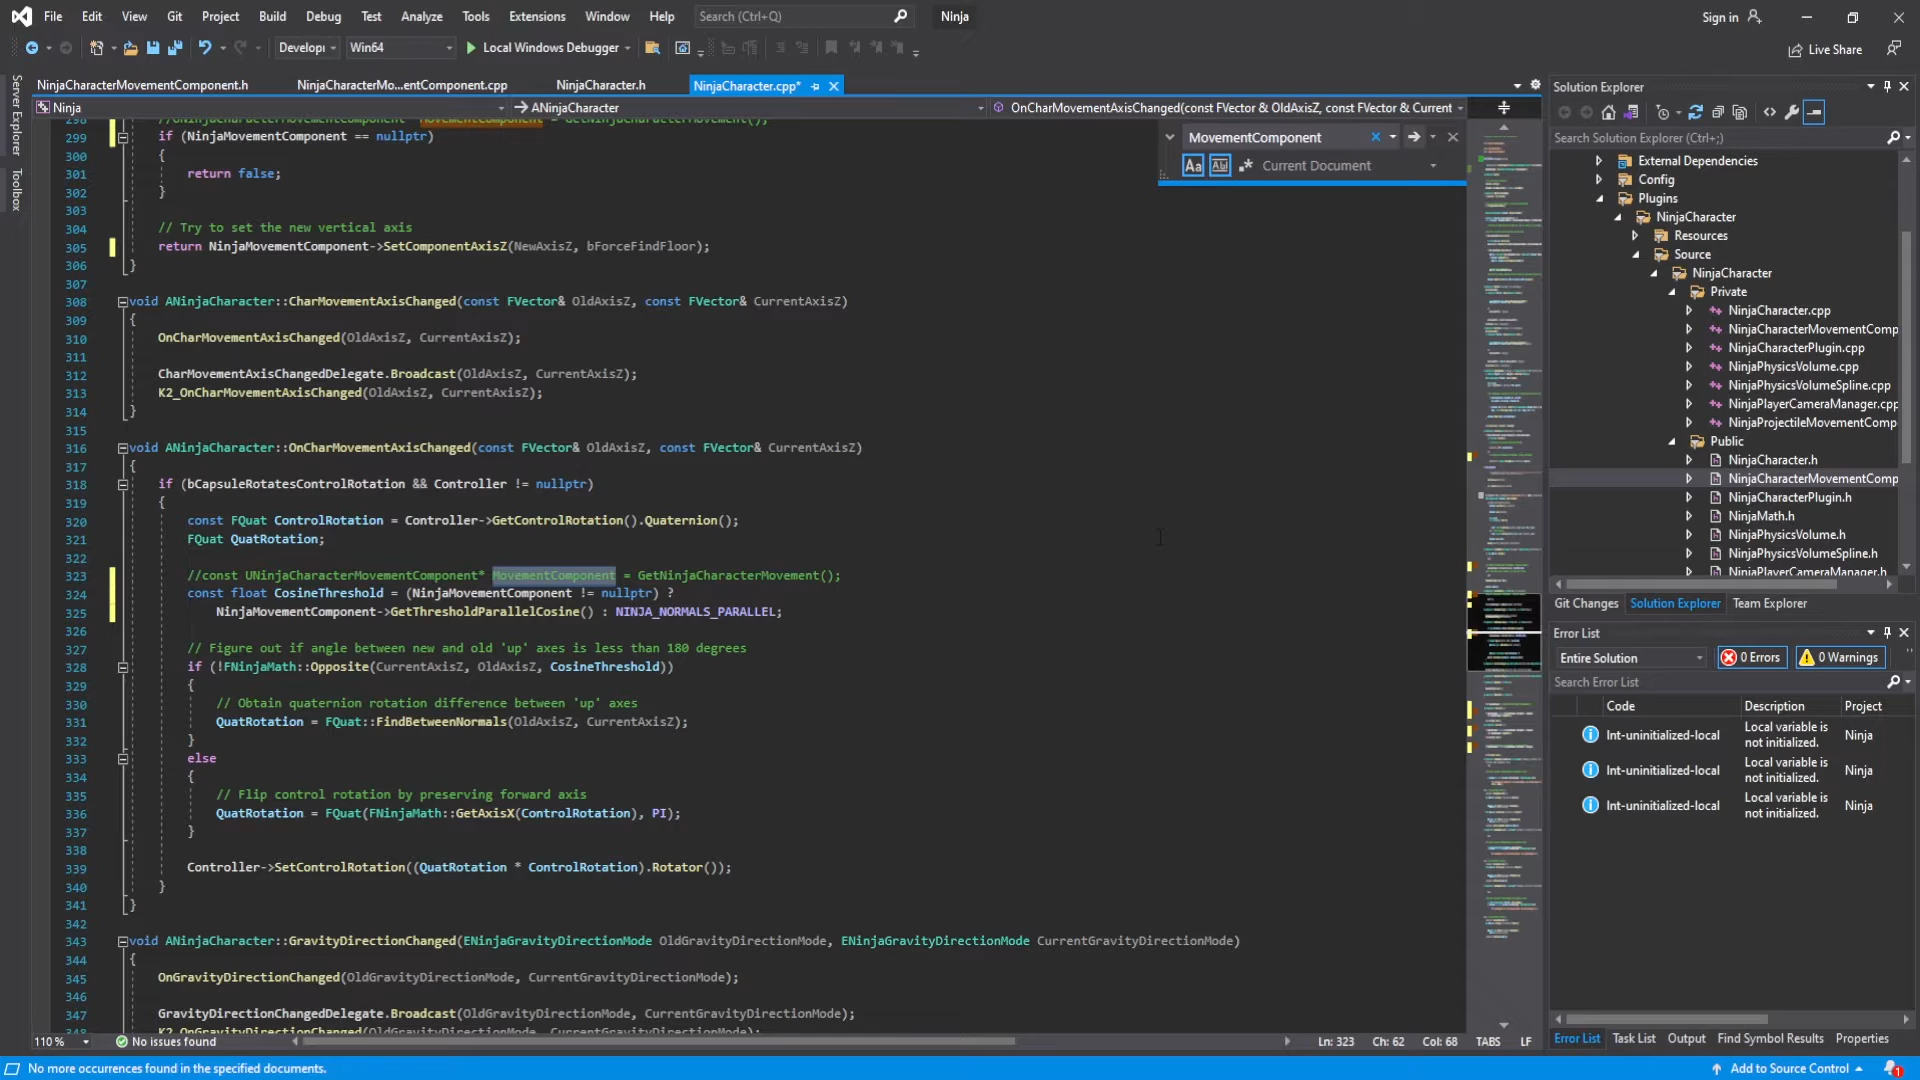 File Edit View Git Project Build Debug Test Analyze Tools Extensions Window Help Search (Ctrl+Q) Ninja Sign in
Develop Win64 Local Windows Debugger Live Share
NinjaCharacterMovementComponent.h NinjaCharacterMo...entComponent.cpp NinjaCharacter.h NinjaCharacter.cpp*
Ninja ANinjaCharacter OnCharMovementAxisChanged(const FVector & OldAxisZ, const FVector & Current
MovementComponent
Current Document
Server Explorer
Toolbox
298 //UNinjaCharacterMovementComponent* MovementComponent = GetNinjaCharacterMovement();
299 if (NinjaMovementComponent == nullptr)
300 {
301 return false;
302 }
303
304 // Try to set the new vertical axis
305 return NinjaMovementComponent->SetComponentAxisZ(NewAxisZ, bForceFindFloor);
306 }
307
308 void ANinjaCharacter::CharMovementAxisChanged(const FVector& OldAxisZ, const FVector& CurrentAxisZ)
309 {
310 OnCharMovementAxisChanged(OldAxisZ, CurrentAxisZ);
311
312 CharMovementAxisChangedDelegate.Broadcast(OldAxisZ, CurrentAxisZ);
313 K2_OnCharMovementAxisChanged(OldAxisZ, CurrentAxisZ);
314 }
315
316 void ANinjaCharacter::OnCharMovementAxisChanged(const FVector& OldAxisZ, const FVector& CurrentAxisZ)
317 {
318 if (bCapsuleRotatesControlRotation && Controller != nullptr)
319 {
320 const FQuat ControlRotation = Controller->GetControlRotation().Quaternion();
321 FQuat QuatRotation;
322
323 //const UNinjaCharacterMovementComponent* MovementComponent = GetNinjaCharacterMovement();
324 const float CosineThreshold = (NinjaMovementComponent != nullptr) ?
325 NinjaMovementComponent->GetThresholdParallelCosine() : NINJA_NORMALS_PARALLEL;
326
327 // Figure out if angle between new and old 'up' axes is less than 180 degrees
328 if (!FNinjaMath::Opposite(CurrentAxisZ, OldAxisZ, CosineThreshold))
329 {
330 // Obtain quaternion rotation difference between 'up' axes
331 QuatRotation = FQuat::FindBetweenNormals(OldAxisZ, CurrentAxisZ);
332 }
333 else
334 {
335 // Flip control rotation by preserving forward axis
336 QuatRotation = FQuat(FNinjaMath::GetAxisX(ControlRotation), PI);
337 }
338
339 Controller->SetControlRotation((QuatRotation * ControlRotation).Rotator());
340 }
341 }
342
343 void ANinjaCharacter::GravityDirectionChanged(ENinjaGravityDirectionMode OldGravityDirectionMode, ENinjaGravityDirectionMode CurrentGravityDirectionMode)
344 {
345 OnGravityDirectionChanged(OldGravityDirectionMode, CurrentGravityDirectionMode);
346
347 GravityDirectionChangedDelegate.Broadcast(OldGravityDirectionMode, CurrentGravityDirectionMode);
348 K2_OnGravityDirectionChanged(OldGravityDirectionMode, CurrentGravityDirectionMode);
110 % No issues found Ln: 323 Ch: 62 Col: 68 TABS LF
Solution Explorer
Search Solution Explorer (Ctrl+;)
External Dependencies
Config
Plugins
NinjaCharacter
Resources
Source
NinjaCharacter
Private
NinjaCharacter.cpp
NinjaCharacterMovementComp
NinjaCharacterPlugin.cpp
NinjaPhysicsVolume.cpp
NinjaPhysicsVolumeSpline.cpp
NinjaPlayerCameraManager.cpp
NinjaProjectileMovementComp
Public
NinjaCharacter.h
NinjaCharacterMovementComp
NinjaCharacterPlugin.h
NinjaMath.h
NinjaPhysicsVolume.h
NinjaPhysicsVolumeSpline.h
NinjaPlayerCameraManager.h
Git Changes Solution Explorer Team Explorer
Error List
Entire Solution 0 Errors 0 Warnings
Search Error List
Code Description Project
lnt-uninitialized-local Local variable is not initialized. Ninja
lnt-uninitialized-local Local variable is not initialized. Ninja
lnt-uninitialized-local Local variable is not initialized. Ninja
Error List Task List Output Find Symbol Results Properties
No more occurrences found in the specified documents. Add to Source Control 1